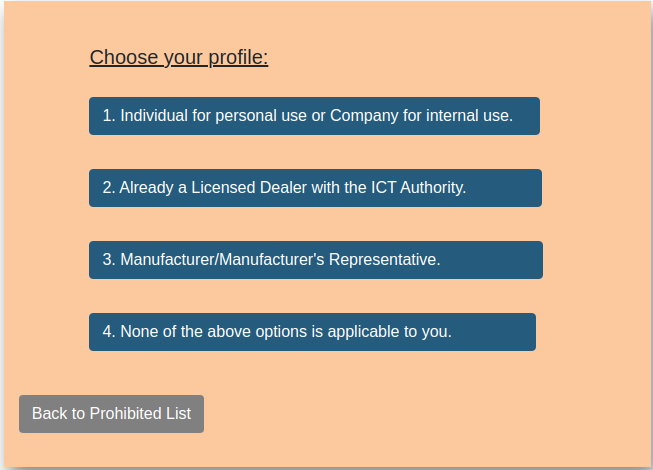 Choose your profile:
1. Individual for personal use or Company for internal use.
2. Already a Licensed Dealer with the ICT Authority.
3. Manufacturer/Manufacturer's Representative.
4. None of the above options is applicable to you.
Back to Prohibited List